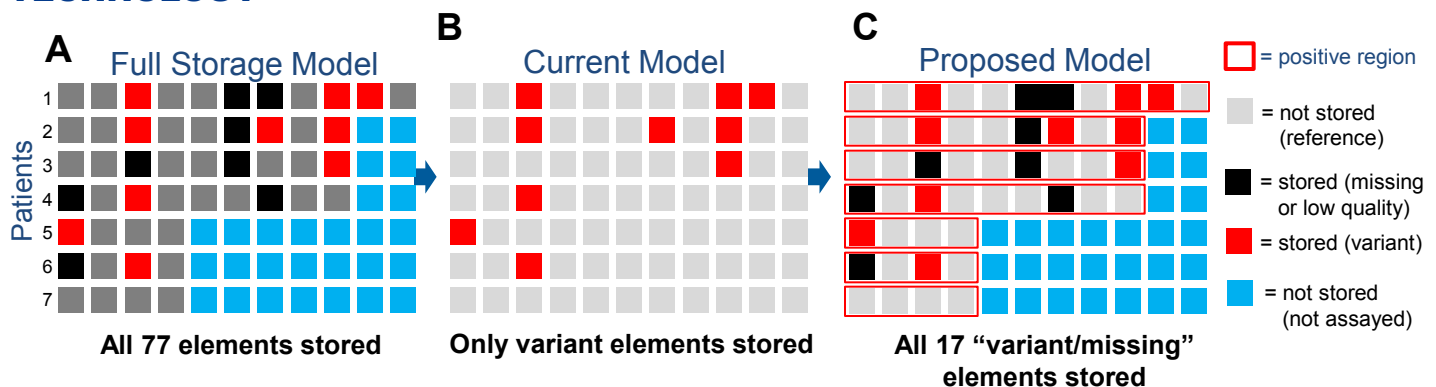 A
B
C
Full Storage Model
Current Model
Proposed Model
Patients
1
2
3
4
5
6
7
All 77 elements stored
Only variant elements stored
All 17 “variant/missing”
elements stored
= positive region
= not stored
(reference)
= stored (missing
or low quality)
= stored (variant)
= not stored
(not assayed)